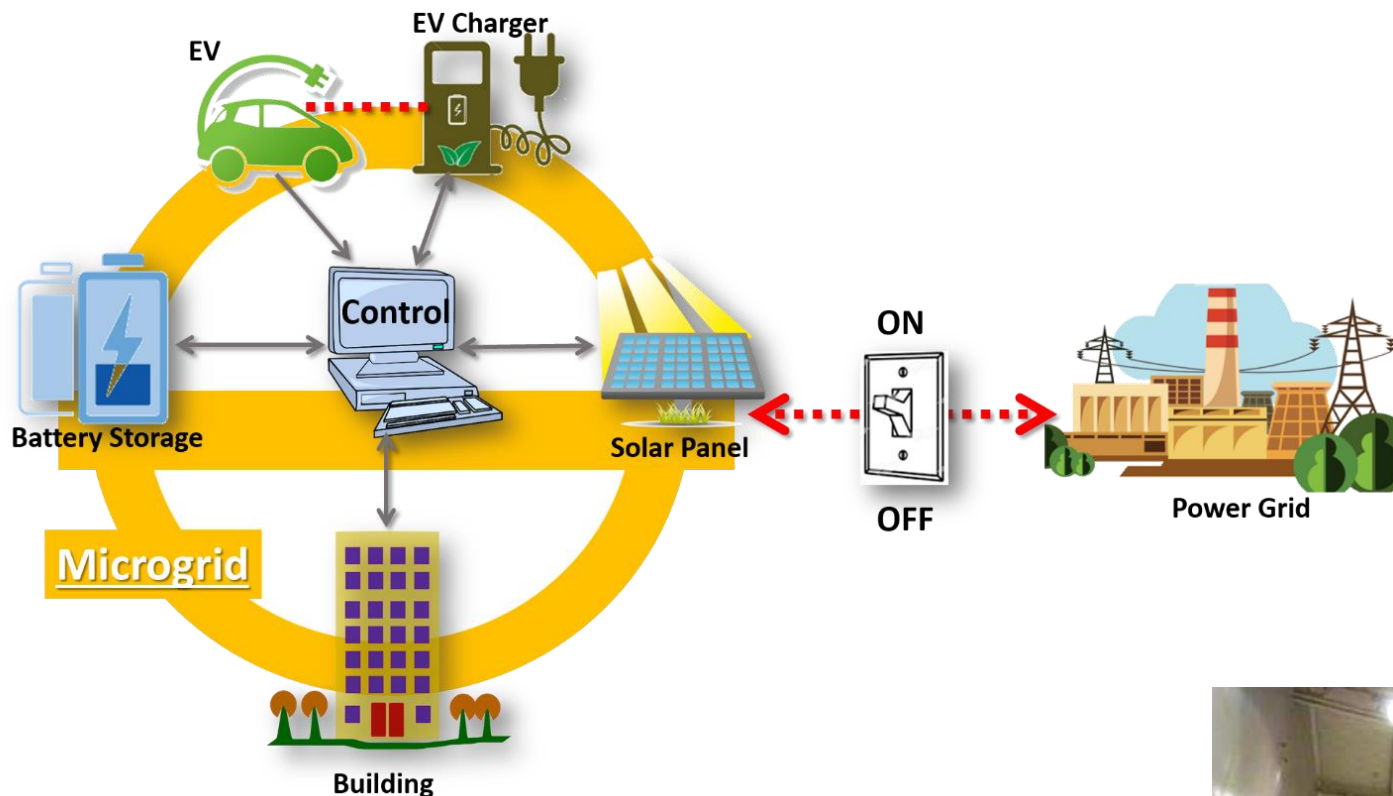 EV Charger
EV
Control
ON
Battery Storage
Solar Panel
OFF
Power Grid
Microgrid
Building